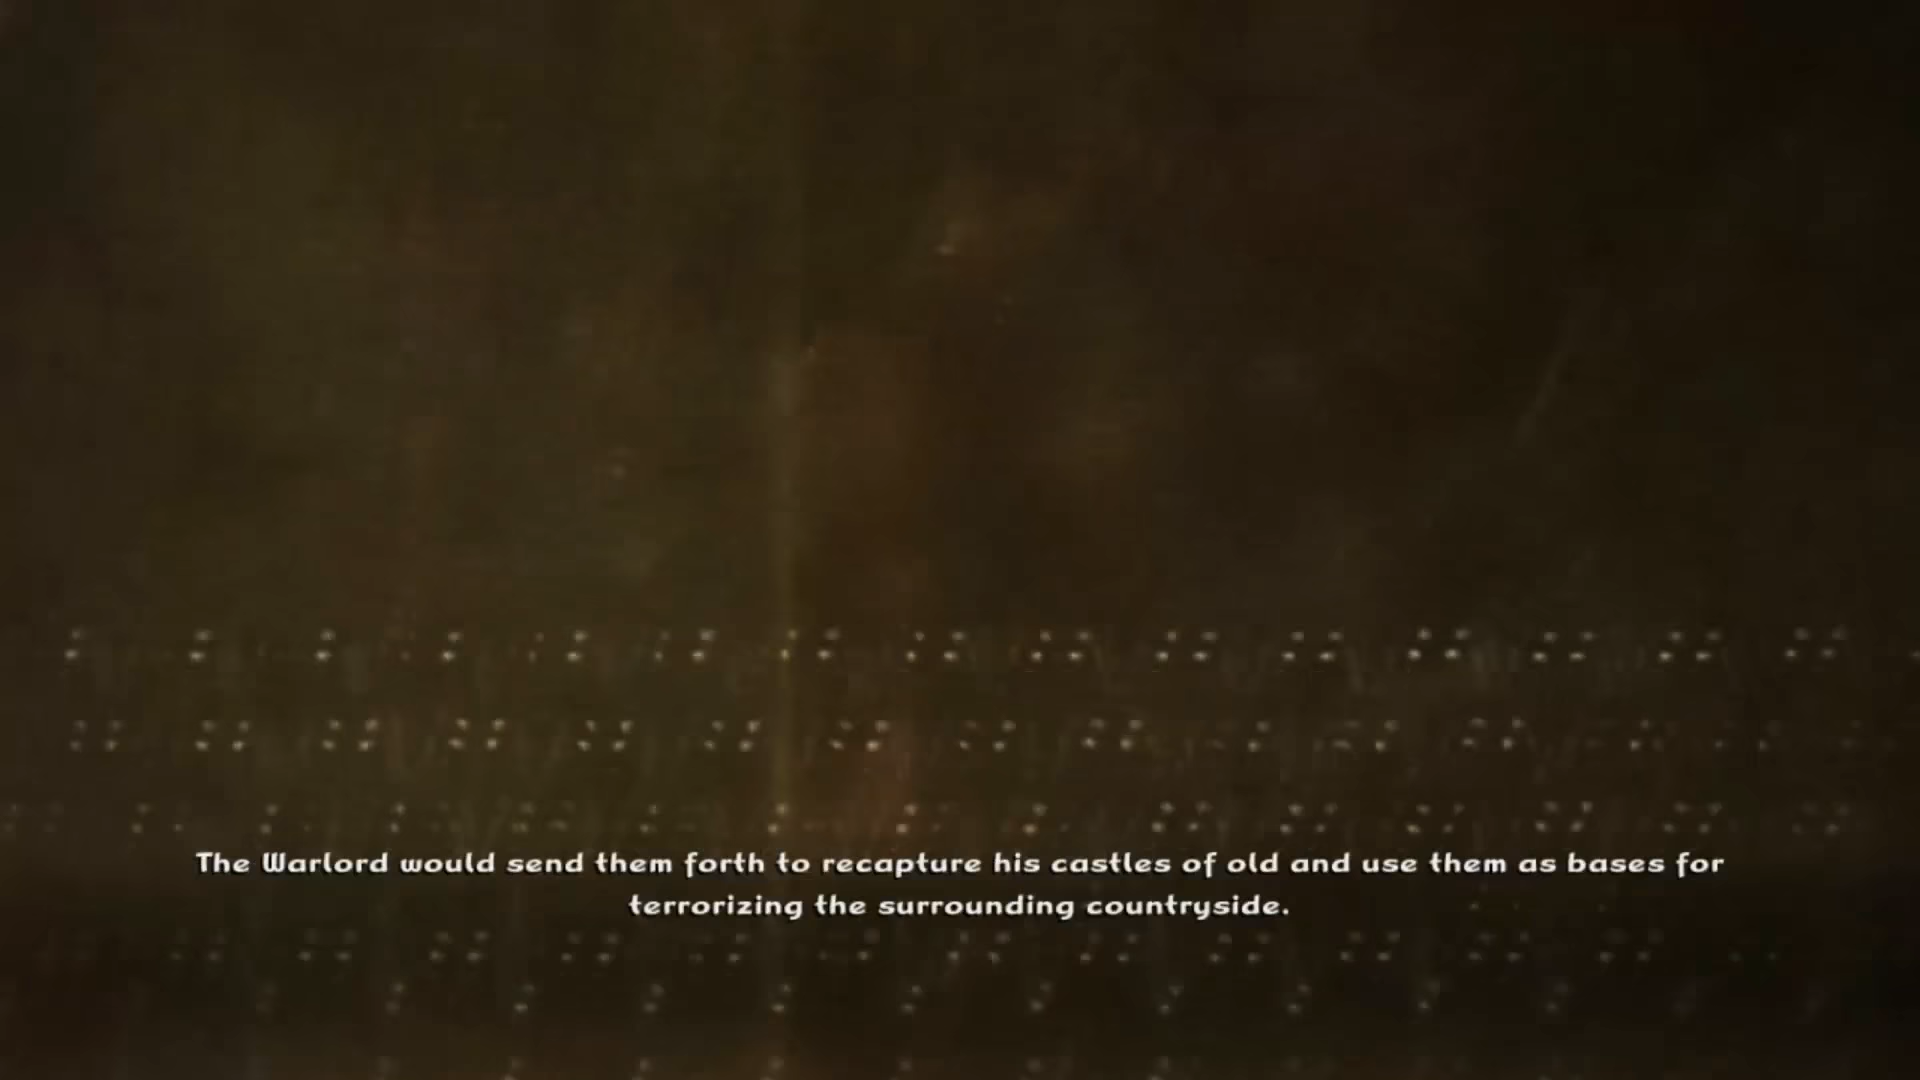 The Warlord would send them forth to recapture his castles of old and use them as bases for
terrorizing the surrounding countryside.